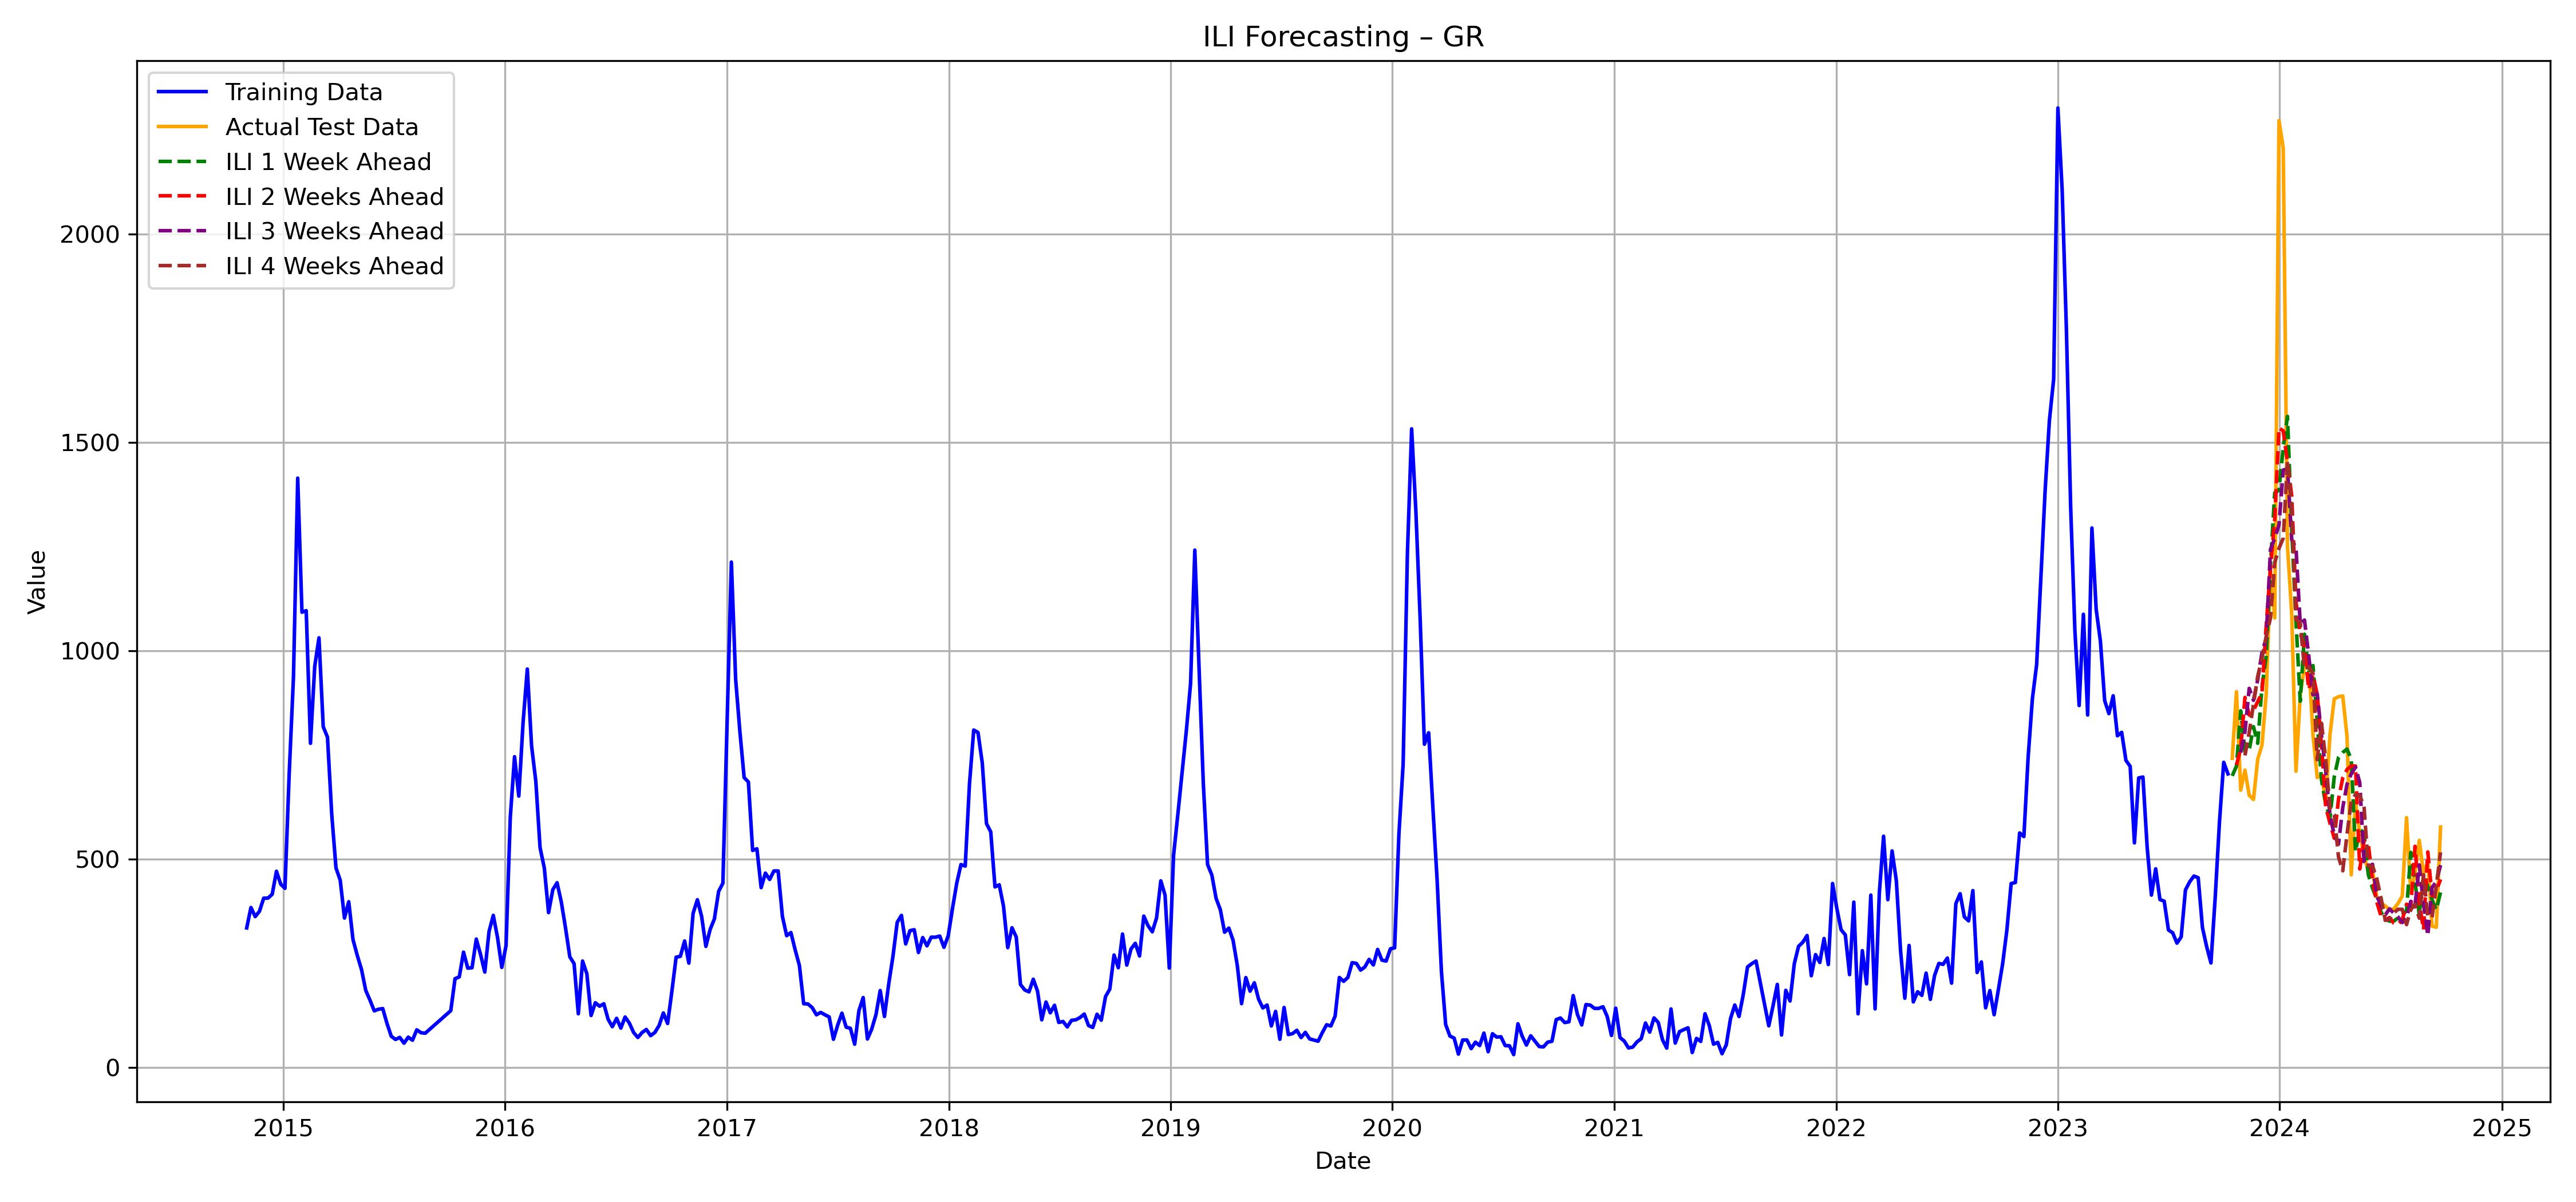 ILI Forecasting – GR
Training Data
Actual Test Data
ILI 1 Week Ahead
ILI 2 Weeks Ahead
ILI 3 Weeks Ahead
ILI 4 Weeks Ahead
Value
2000
1500
1000
500
0
2015 2016 2017 2018 2019 2020 2021 2022 2023 2024 2025
Date